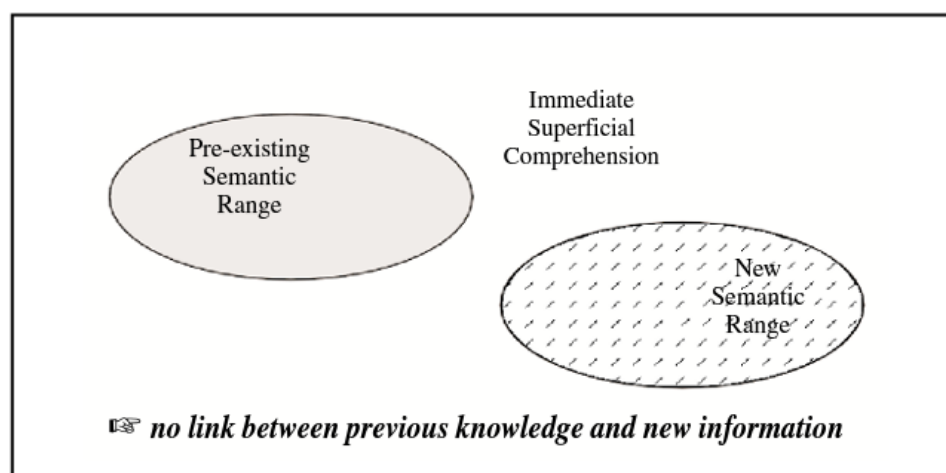 Immediate
Superficial
Comprehension
Pre-existing
Semantic
Range
New
Semantic
Range
☞ no link between previous knowledge and new information